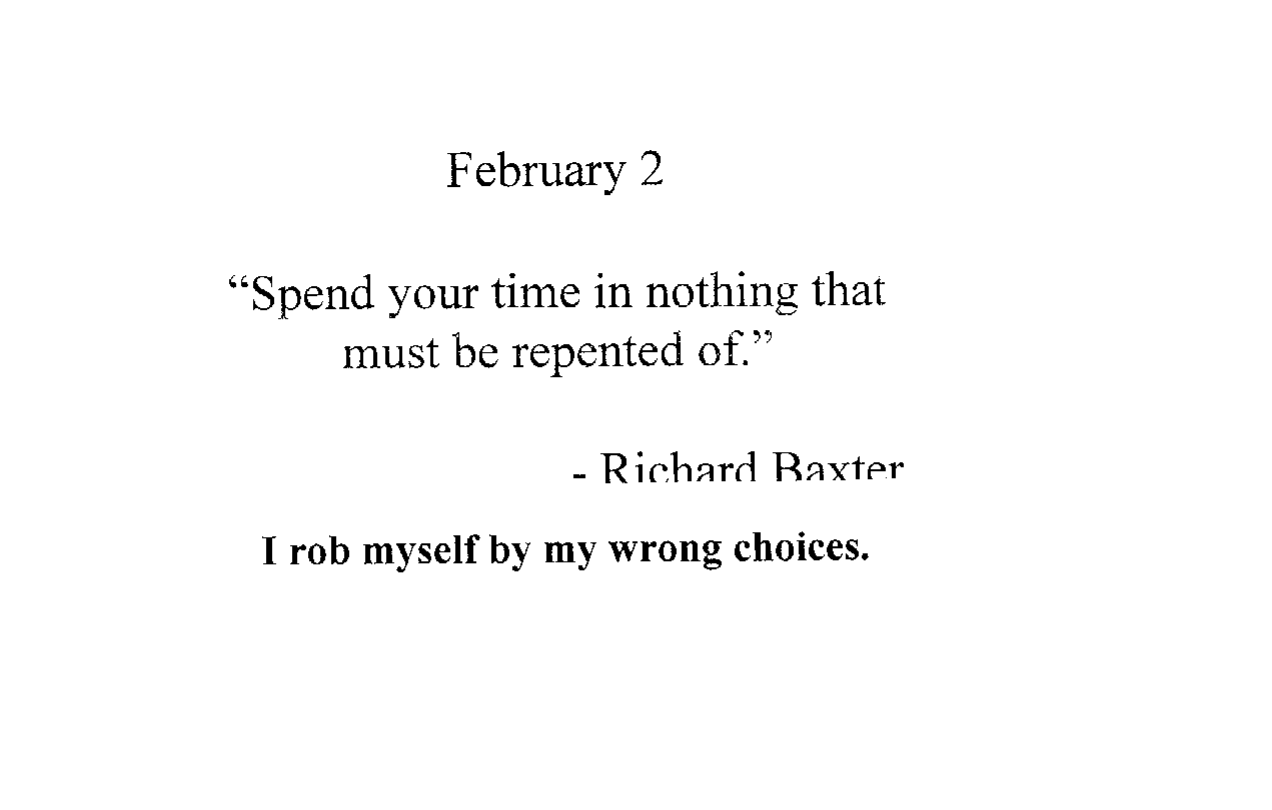 February 2
“Spend your time in nothing that
must be repented of.”
- Richard Baxter
I rob myself by my wrong choices.